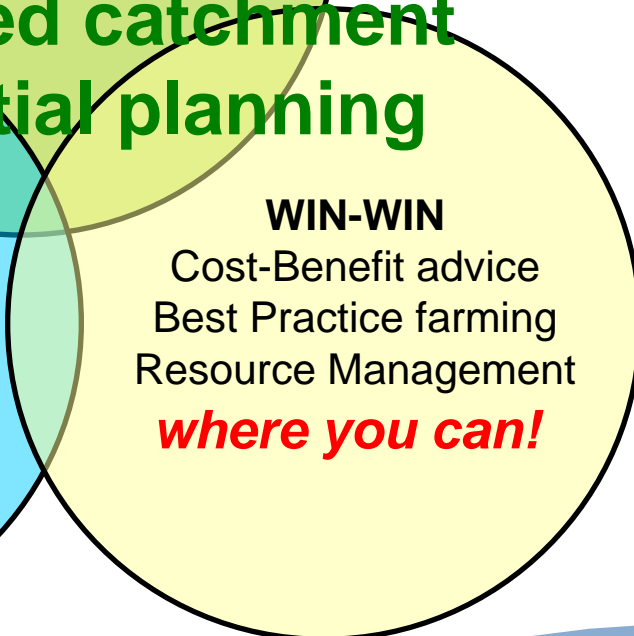 ed catchment
tial planning
WIN-WIN
Cost-Benefit advice
Best Practice farming
Resource Management
where you can!